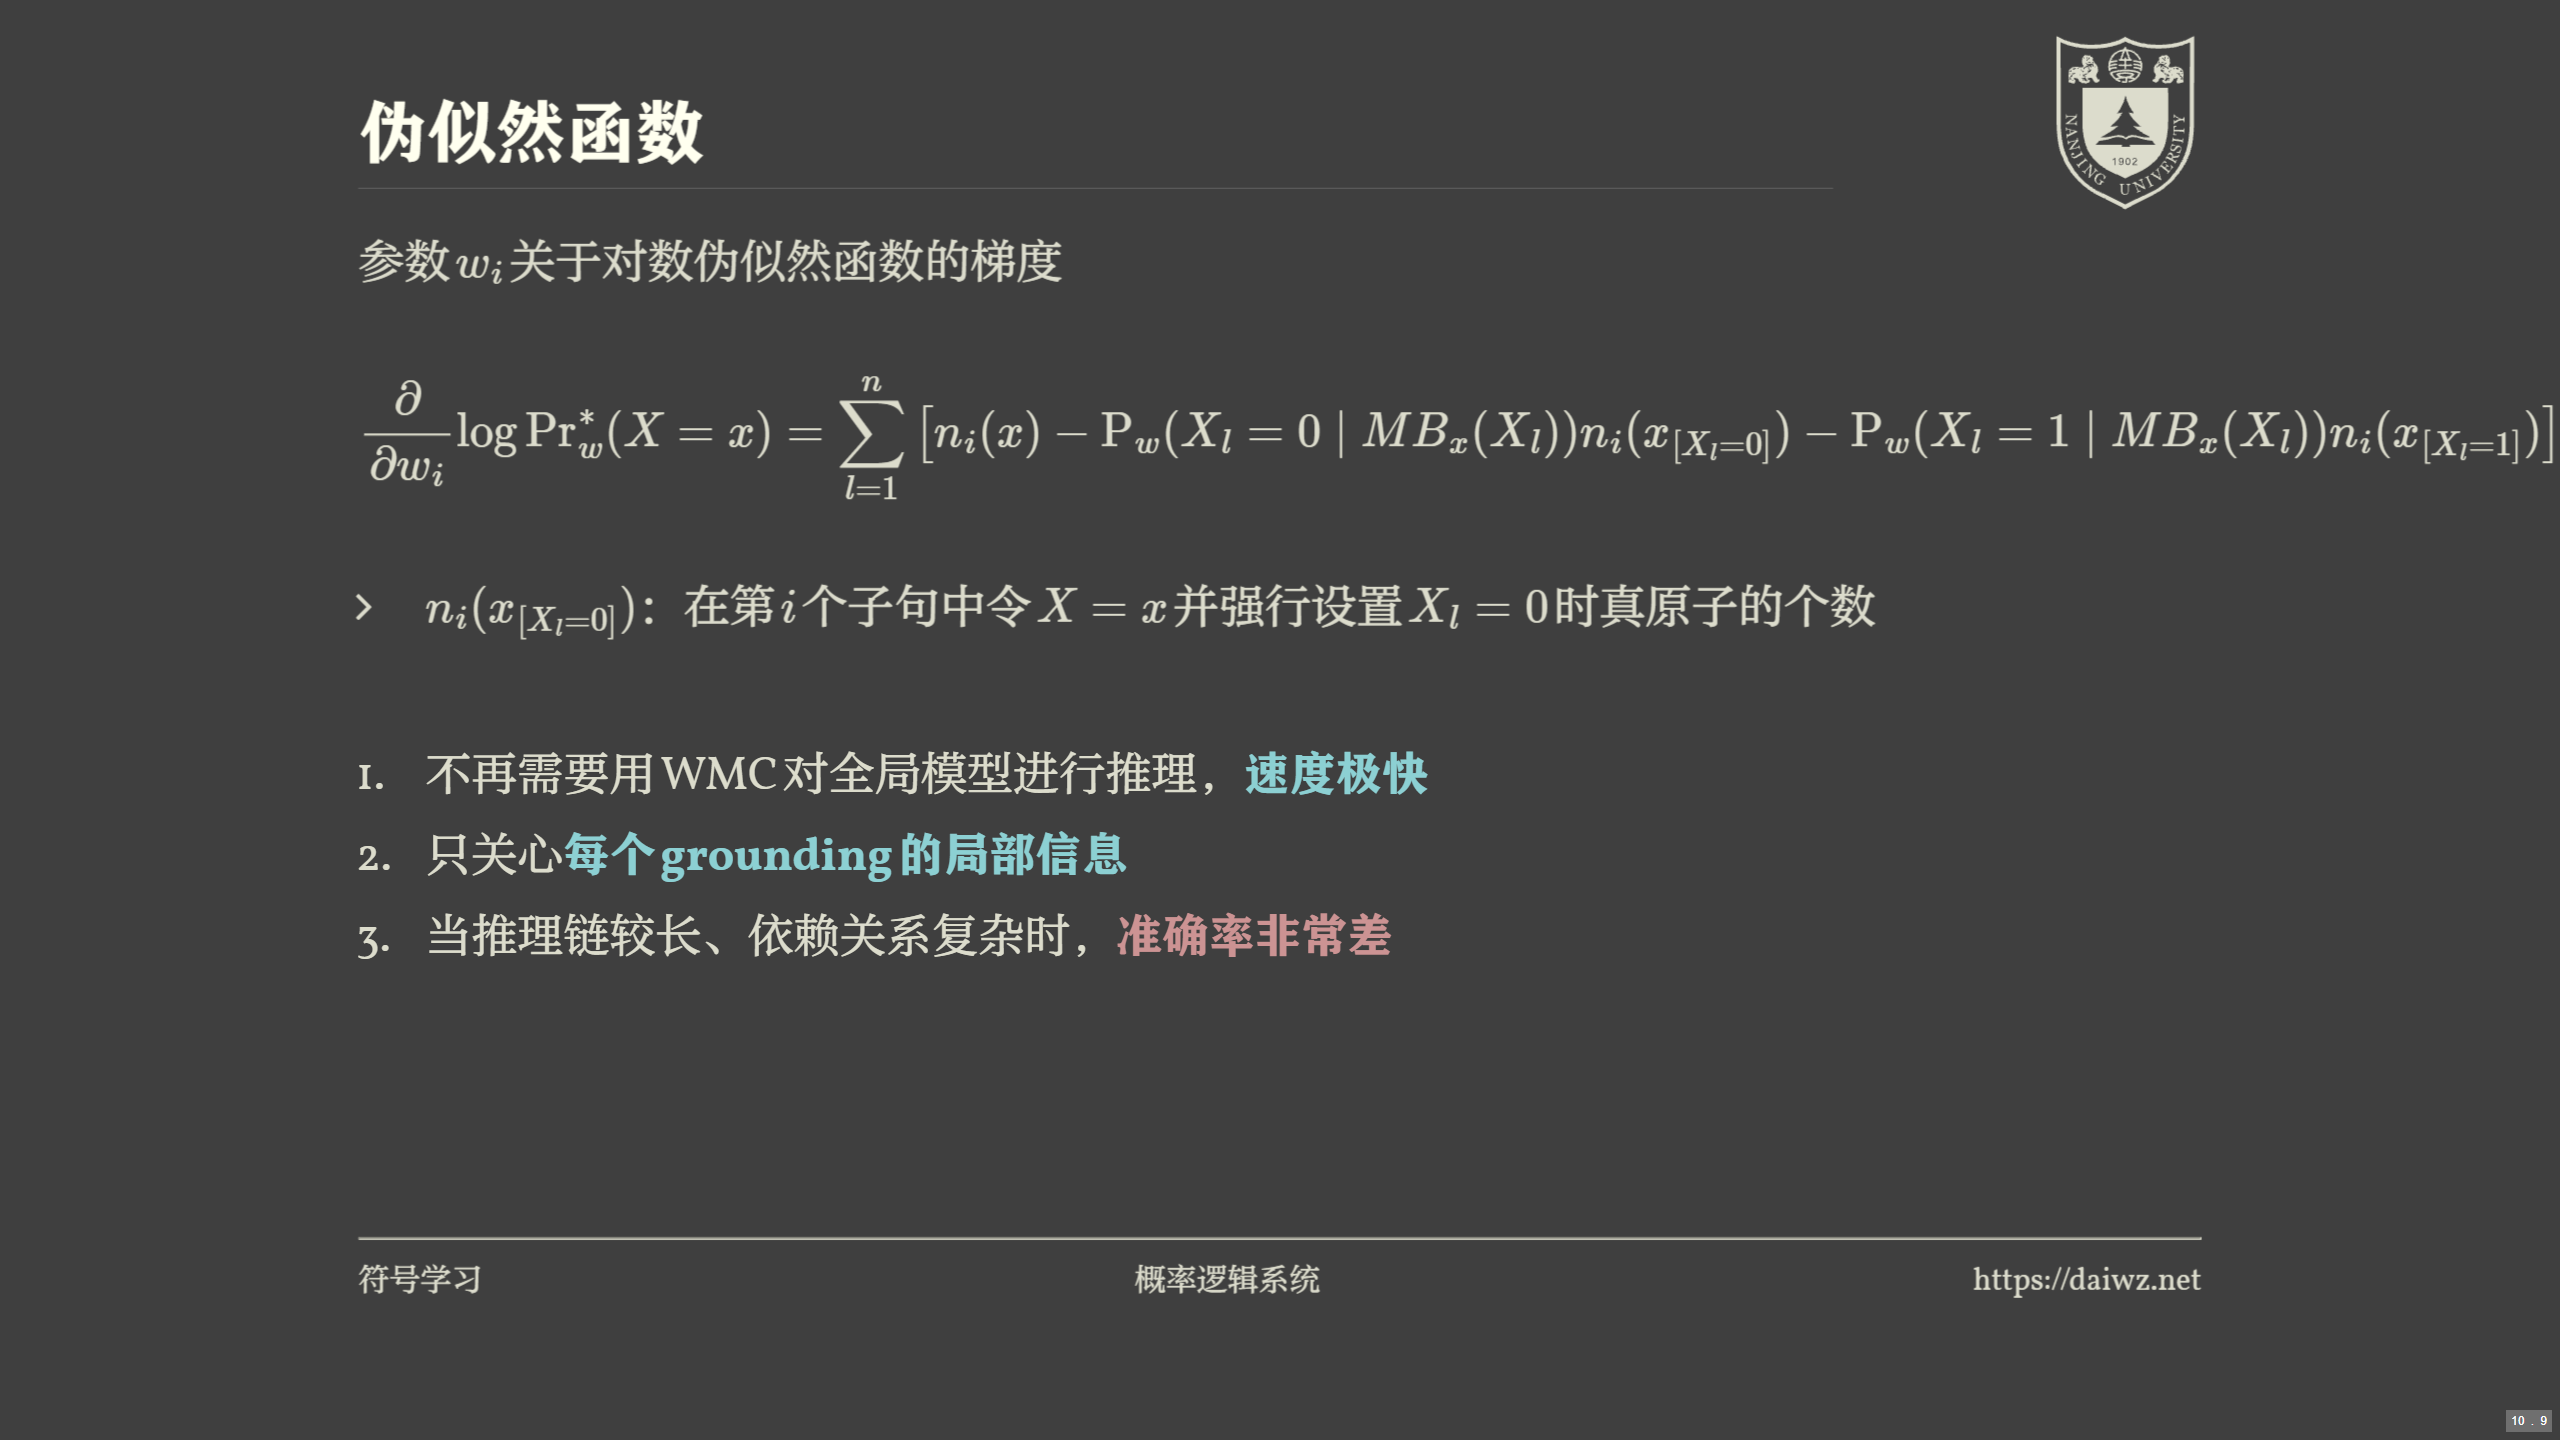 伪似然函数
NANJING UNIVERSITY
1902
参数 w_i 关于对数伪似然函数的梯度
∂/∂w_i log Pr*_w(X = x) = ∑_{l=1}^{n} [n_i(x) − P_w(X_l = 0 | MB_x(X_l))n_i(x_{[X_l=0]}) − P_w(X_l = 1 | MB_x(X_l))n_i(x_{[X_l=1]})]
n_i(x_{[X_l=0]})：在第 i 个子句中令 X = x 并强行设置 X_l = 0 时真原子的个数
1. 不再需要用 WMC 对全局模型进行推理，速度极快
2. 只关心每个 grounding 的局部信息
3. 当推理链较长、依赖关系复杂时，准确率非常差
符号学习
概率逻辑系统
https://daiwz.net
10 . 9